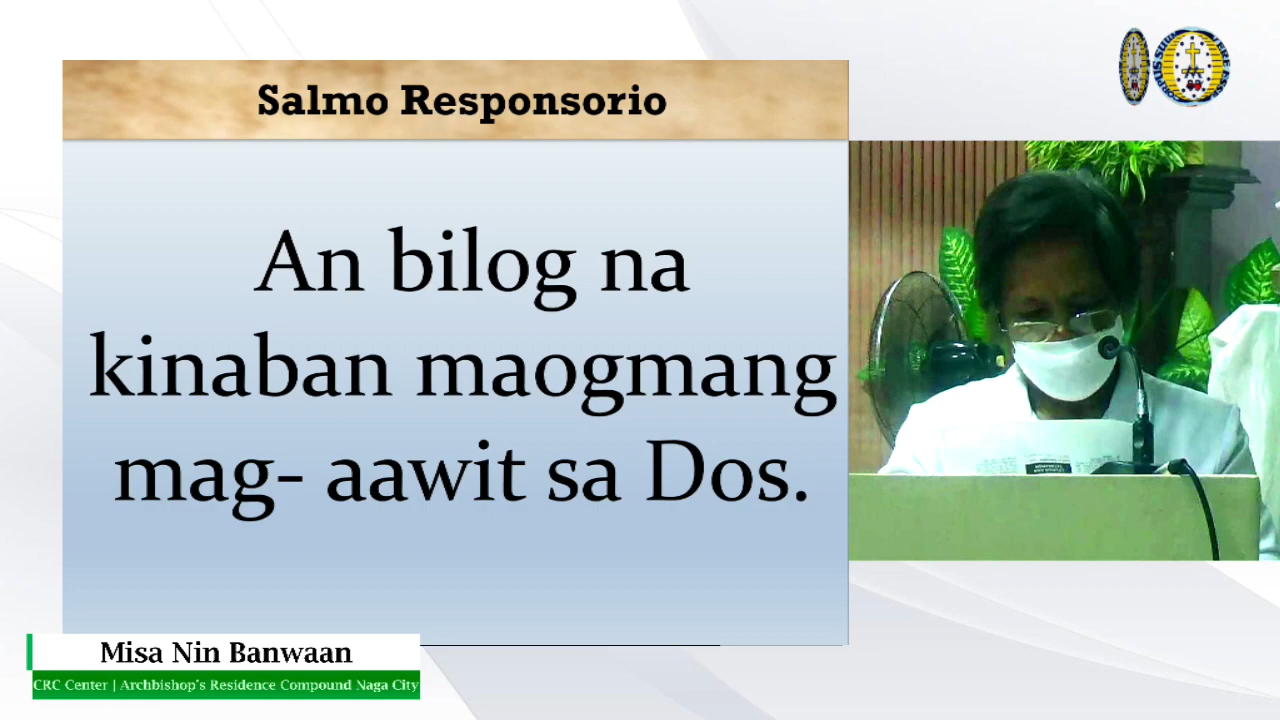 Salmo Responsorio
An bilog na
kinaban maogmang
mag- aawit sa Dos.
Misa Nin Banwaan
CRC Center | Archbishop's Residence Compound Naga City